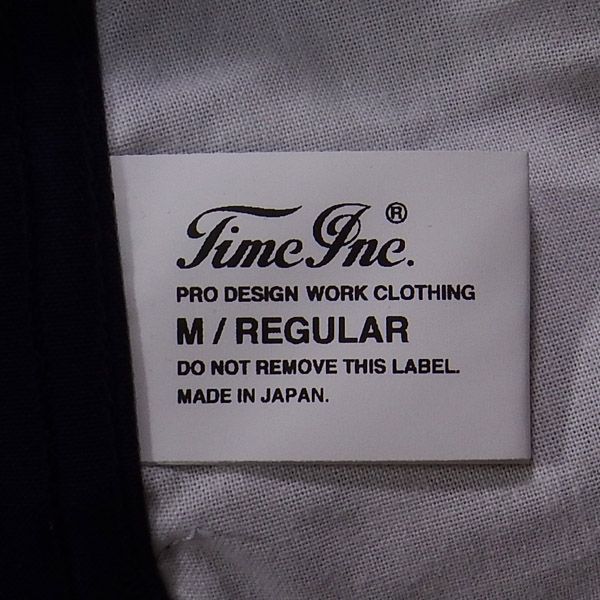 Time Inc.®
PRO DESIGN WORK CLOTHING
M / REGULAR
DO NOT REMOVE THIS LABEL.
MADE IN JAPAN.